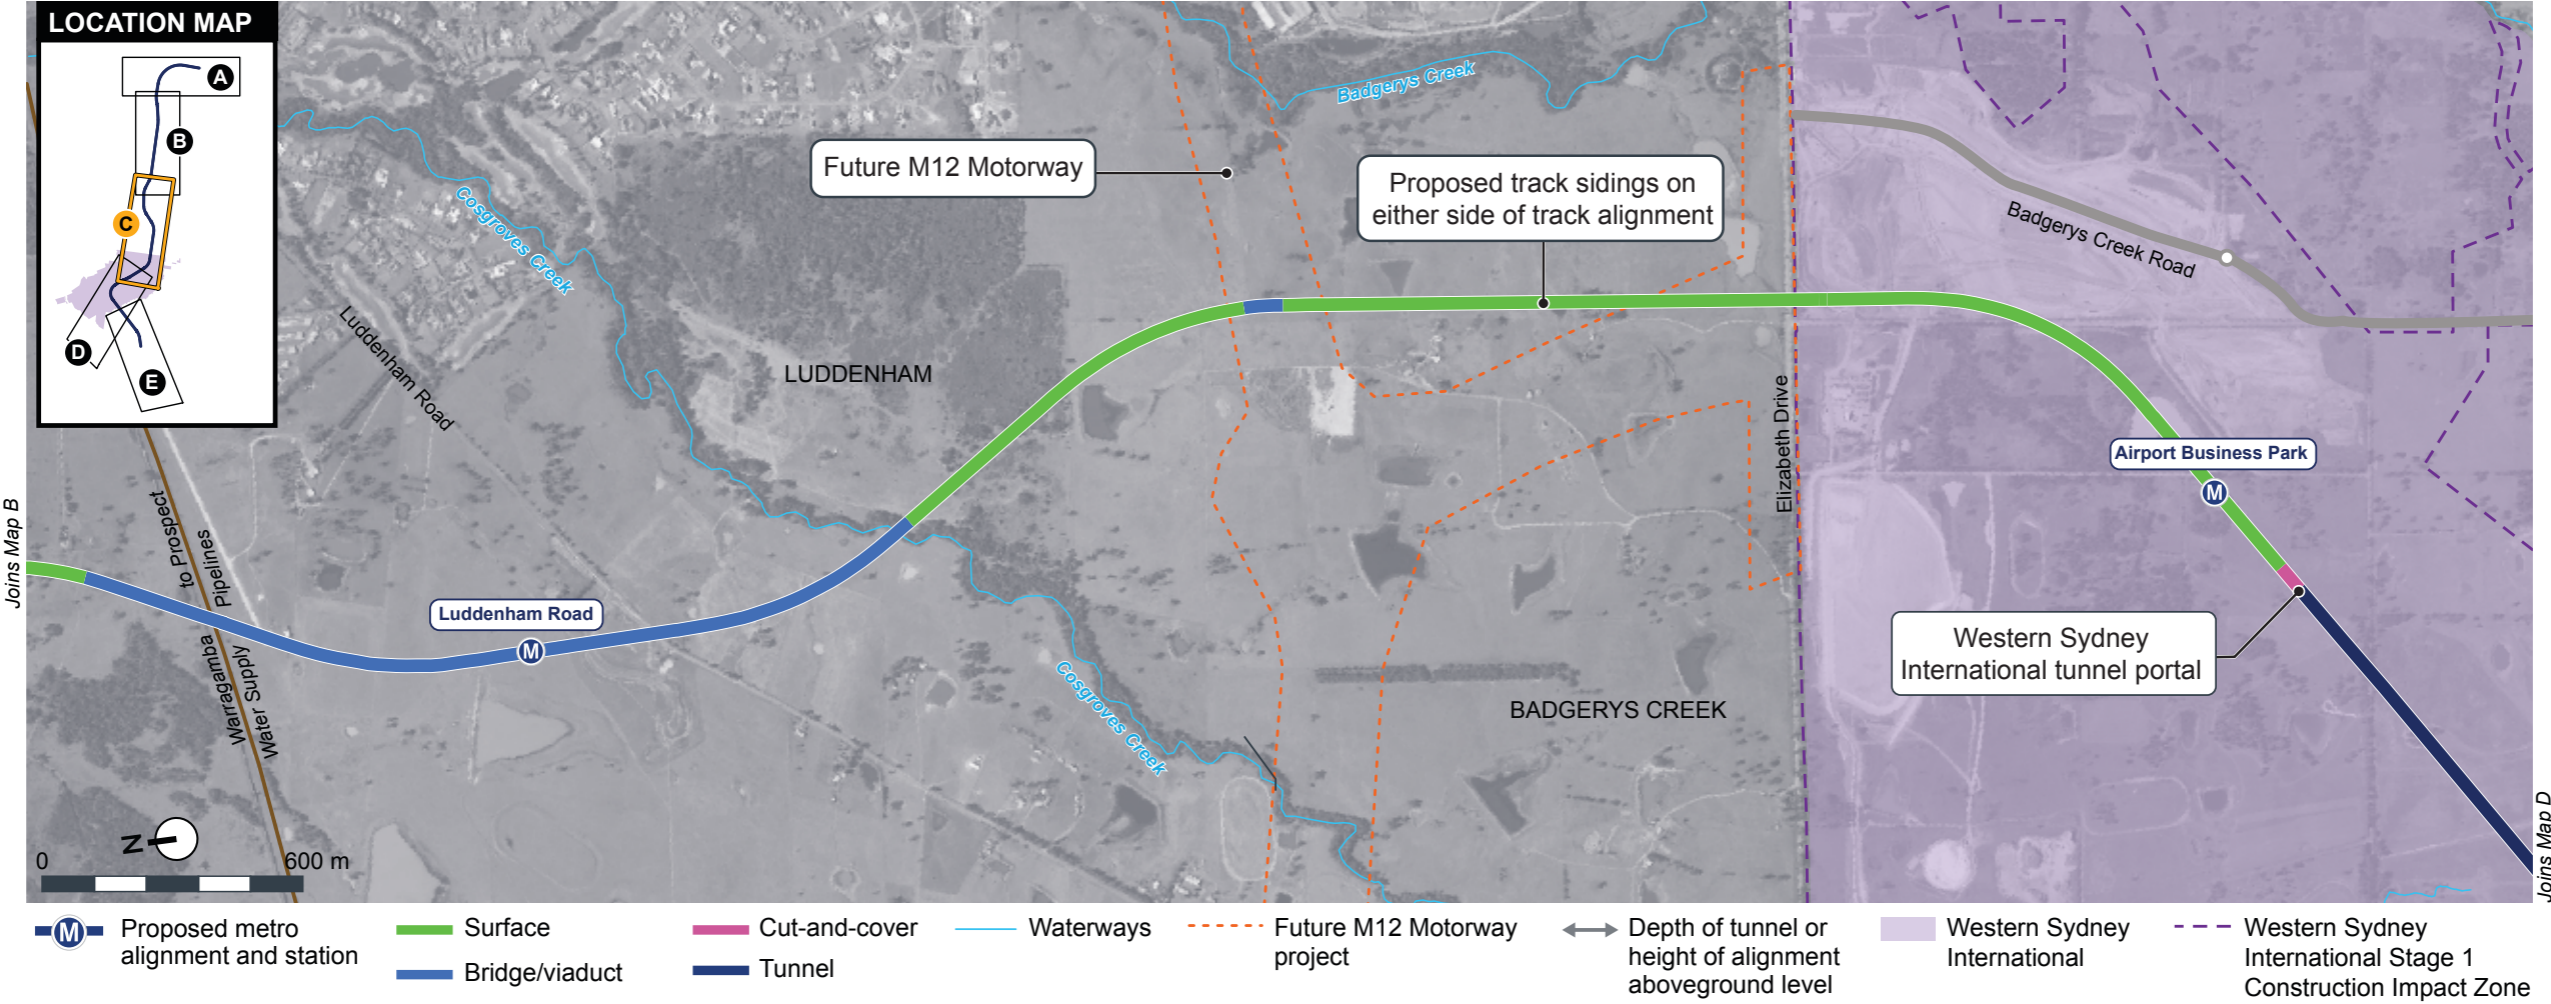 LOCATION MAP
A
B
C
D
E
Badgerys Creek
Future M12 Motorway
Proposed track sidings on
either side of track alignment
Cosgroves Creek
Badgerys Creek Road
Luddenham Road
LUDDENHAM
Elizabeth Drive
Airport Business Park
M
Joins Map B
to Prospect
Pipelines
Warragamba
Water Supply
Luddenham Road
M
Western Sydney
International tunnel portal
Cosgroves Creek
BADGERYS CREEK
Joins Map D
N
0
600 m
M
Proposed metro
alignment and station
Surface
Bridge/viaduct
Cut-and-cover
Tunnel
Waterways
Future M12 Motorway
project
Depth of tunnel or
height of alignment
aboveground level
Western Sydney
International
Western Sydney
International Stage 1
Construction Impact Zone